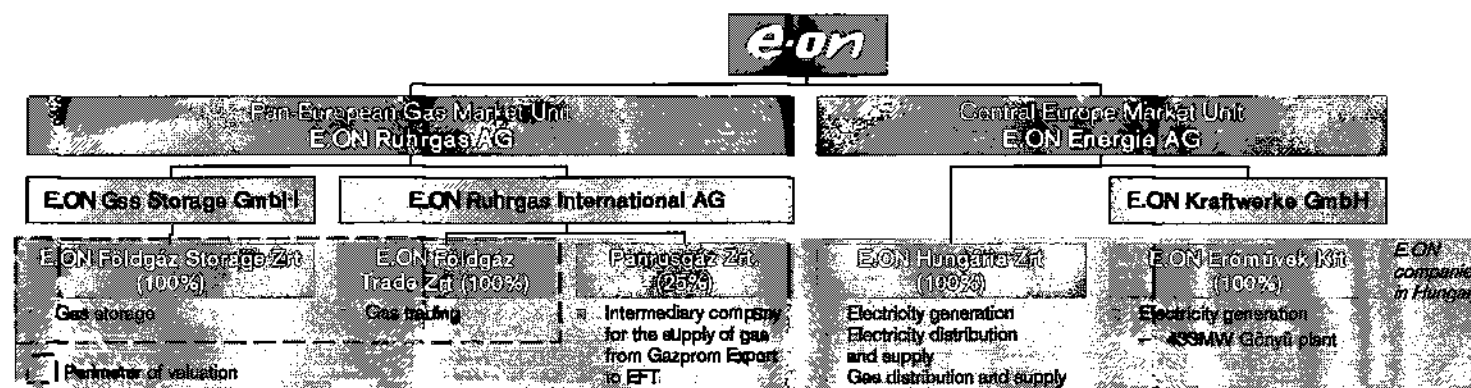 e·on
Pan-European Gas Market Unit
E.ON Ruhrgas AG
Central Europe Market Unit
E.ON Energie AG
E.ON Gas Storage GmbH
E.ON Ruhrgas International AG
E.ON Kraftwerke GmbH
E.ON Földgáz Storage Zrt
(100%)
Gas storage
E.ON Földgáz
Trade Zrt (100%)
Gas trading
Panrusgáz Zrt.
(25%)
Intermediary company
for the supply of gas
from Gazprom Export
to EFT
E.ON Hungária Zrt
(100%)
Electricity generation
Electricity distribution
and supply
Gas distribution and supply
E.ON Erőművek Kft
(100%)
Electricity generation
– 433MW Gönyű plant
E.ON
companie
in Hungar
Perimeter of valuation